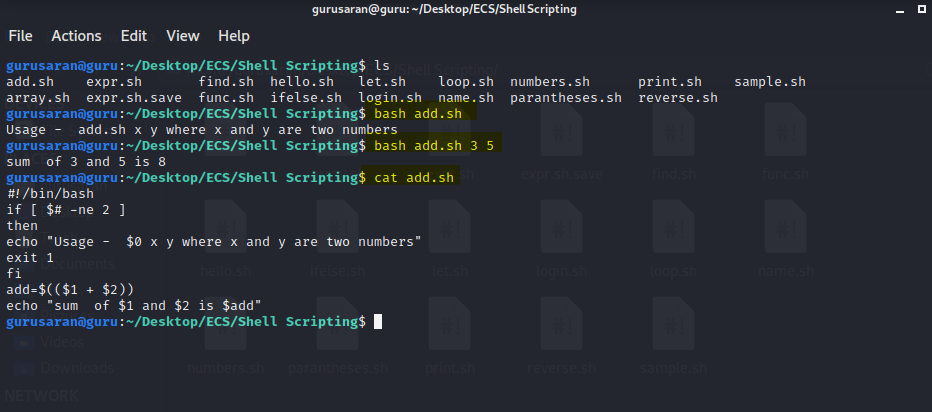 gurusaran@guru: ~/Desktop/ECS/Shell Scripting
File Actions Edit View Help
gurusaran@guru:~/Desktop/ECS/Shell Scripting$ ls
add.sh expr.sh find.sh hello.sh let.sh loop.sh numbers.sh print.sh sample.sh
array.sh expr.sh.save func.sh ifelse.sh login.sh name.sh parantheses.sh reverse.sh
gurusaran@guru:~/Desktop/ECS/Shell Scripting$ bash add.sh
Usage - add.sh x y where x and y are two numbers
gurusaran@guru:~/Desktop/ECS/Shell Scripting$ bash add.sh 3 5
sum of 3 and 5 is 8
gurusaran@guru:~/Desktop/ECS/Shell Scripting$ cat add.sh
#!/bin/bash
if [ $# -ne 2 ]
then
echo "Usage - $0 x y where x and y are two numbers"
exit 1
fi
add=$(($1 + $2))
echo "sum of $1 and $2 is $add"
gurusaran@guru:~/Desktop/ECS/Shell Scripting$
expr.sh.save find.sh func.sh
Documents
hello.sh ifelse.sh let.sh login.sh loop.sh name.sh
Videos
Downloads
numbers.sh parantheses.sh print.sh reverse.sh sample.sh
NETWORK